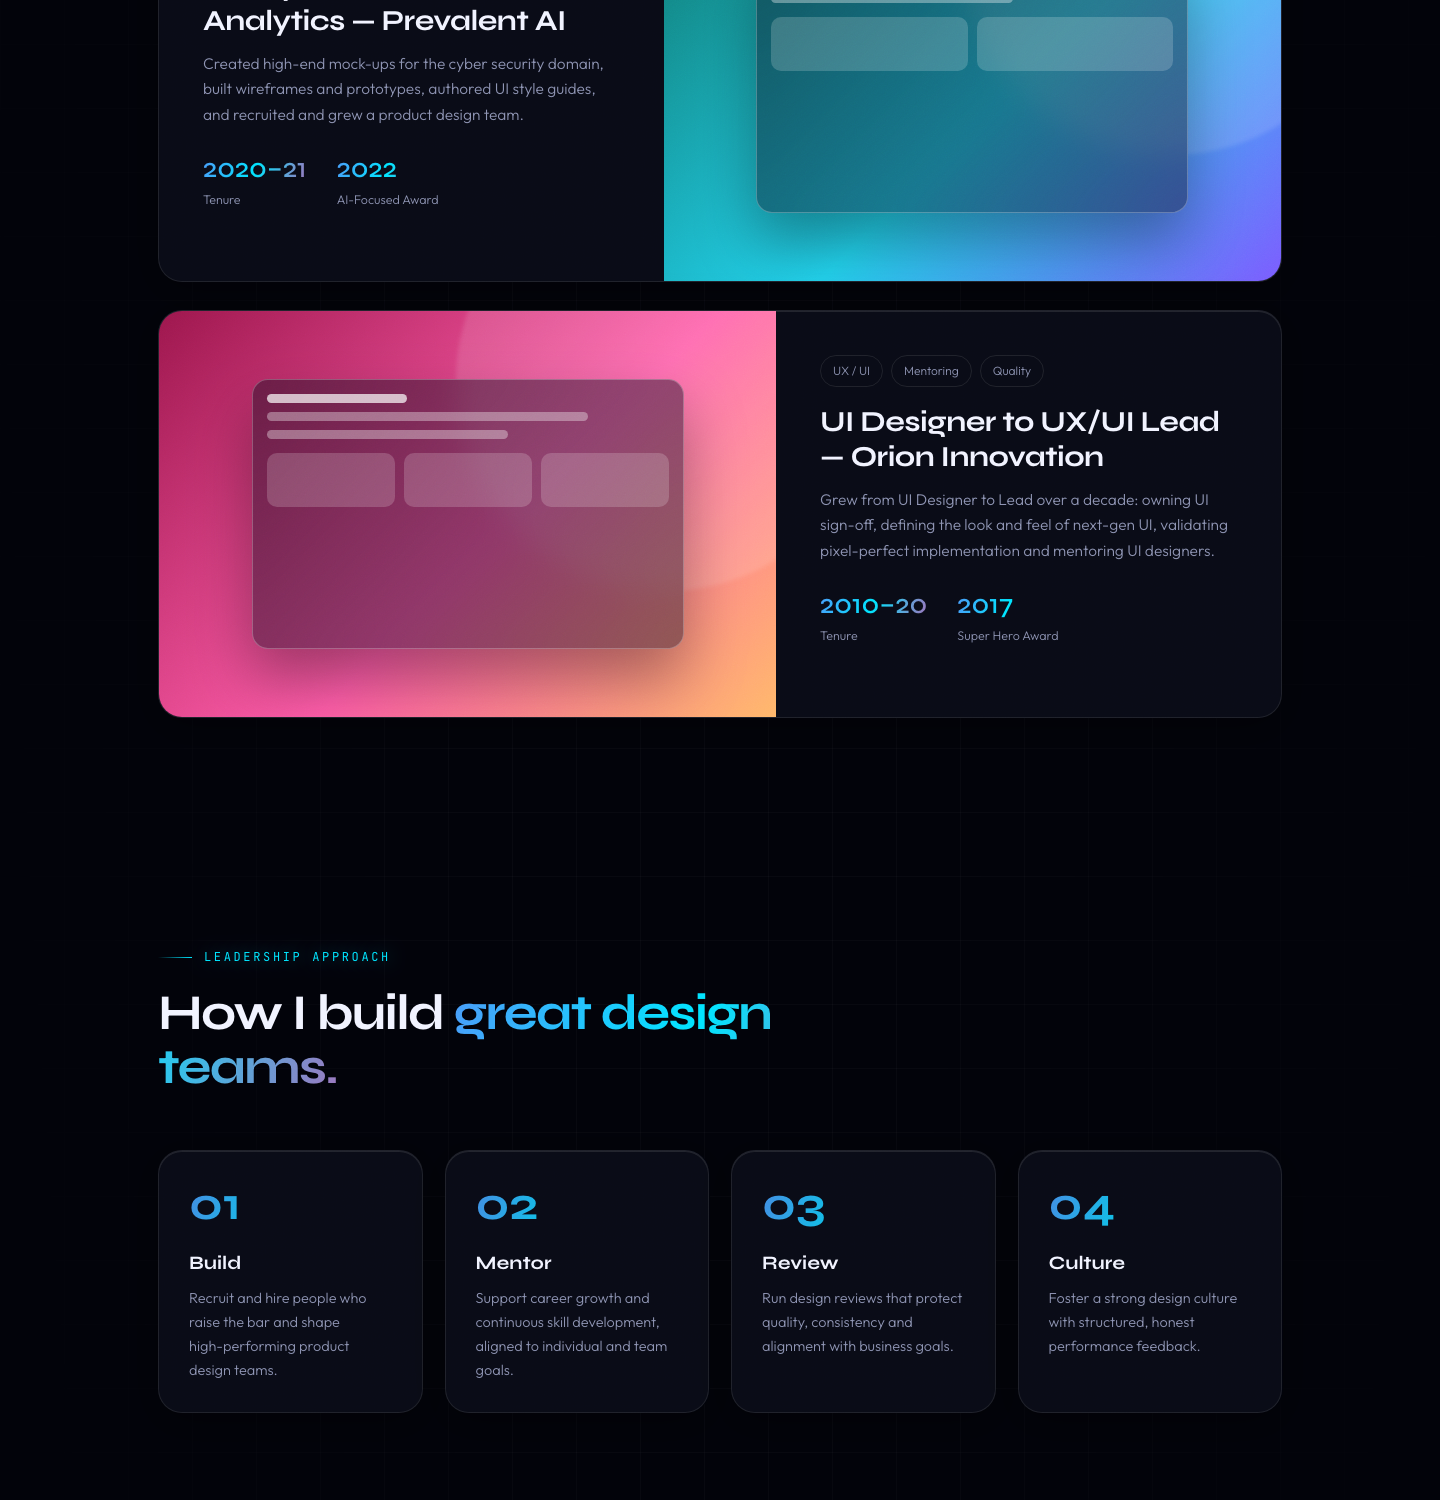 Analytics — Prevalent AI
Created high-end mock-ups for the cyber security domain,
built wireframes and prototypes, authored UI style guides,
and recruited and grew a product design team.
2020–21 2022
Tenure AI-Focused Award
UX / UI Mentoring Quality
UI Designer to UX/UI Lead
— Orion Innovation
Grew from UI Designer to Lead over a decade: owning UI
sign-off, defining the look and feel of next-gen UI, validating
pixel-perfect implementation and mentoring UI designers.
2010–20 2017
Tenure Super Hero Award
LEADERSHIP APPROACH
How I build great design
teams.
01
Build
Recruit and hire people who
raise the bar and shape
high-performing product
design teams.
02
Mentor
Support career growth and
continuous skill development,
aligned to individual and team
goals.
03
Review
Run design reviews that protect
quality, consistency and
alignment with business goals.
04
Culture
Foster a strong design culture
with structured, honest
performance feedback.